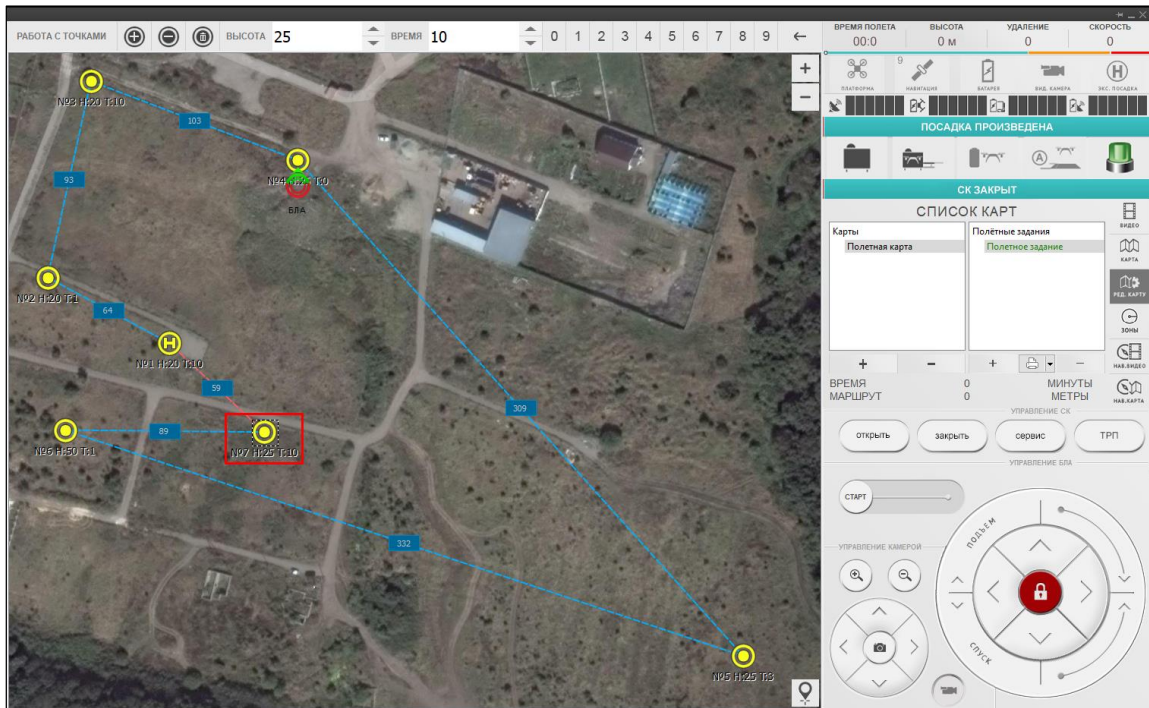 РАБОТА С ТОЧКАМИ ВЫСОТА 25 ВРЕМЯ 10 0 1 2 3 4 5 6 7 8 9
ВРЕМЯ ПОЛЕТА ВЫСОТА УДАЛЕНИЕ СКОРОСТЬ
00:0 0 м 0 0
9
ПЛАТФОРМА НАВИГАЦИЯ БАТАРЕЯ ВИД. КАМЕРА ЭКС. ПОСАДКА
ПОСАДКА ПРОИЗВЕДЕНА
СК ЗАКРЫТ
СПИСОК КАРТ
Карты
Полетная карта
Полётные задания
Полетное задание
ВИДЕО
КАРТА
РЕД. КАРТУ
ЗОНЫ
НАВ.ВИДЕО
НАВ.КАРТА
ВРЕМЯ 0 МИНУТЫ
МАРШРУТ 0 МЕТРЫ
УПРАВЛЕНИЕ СК
открыть закрыть сервис ТРП
УПРАВЛЕНИЕ БЛА
СТАРТ
УПРАВЛЕНИЕ КАМЕРОЙ
ПОДЪЕМ
СПУСК
№3 H:20 T:10
103
93
БЛА
№2 H:20 T:1
64
№1 H:20 T:10
59
309
№6 H:50 T:1
89
№7 H:25 T:10
332
№5 H:25 T:3